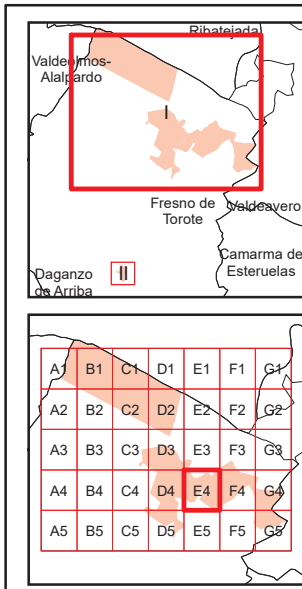 Ribatejada
Valdeolmos-
Alalpardo
I
Fresno de
Torote
Valdeavero
Camarma de
Esteruelas
Daganzo
de Arriba
II
A1 B1 C1 D1 E1 F1 G1
A2 B2 C2 D2 E2 F2 G2
A3 B3 C3 D3 E3 F3 G3
A4 B4 C4 D4 E4 F4 G4
A5 B5 C5 D5 E5 F5 G5